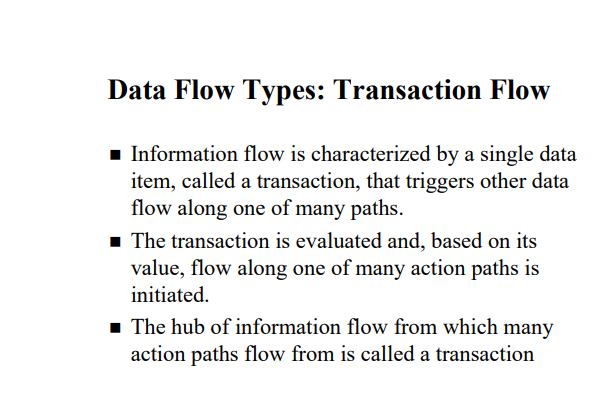 Data Flow Types: Transaction Flow
■ Information flow is characterized by a single data
item, called a transaction, that triggers other data
flow along one of many paths.
■ The transaction is evaluated and, based on its
value, flow along one of many action paths is
initiated.
■ The hub of information flow from which many
action paths flow from is called a transaction